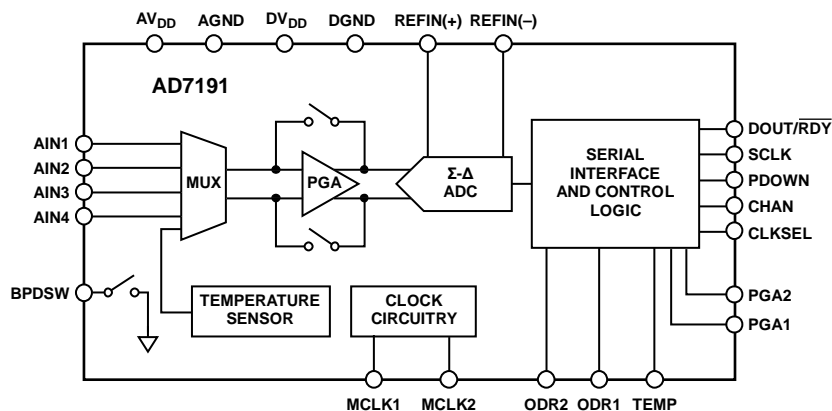 AVDD AGND DVDD DGND REFIN(+) REFIN(–)
AD7191
AIN1
AIN2
AIN3
AIN4
BPDSW
MUX
PGA
Σ-Δ
ADC
SERIAL
INTERFACE
AND CONTROL
LOGIC
DOUT/RDY
SCLK
PDOWN
CHAN
CLKSEL
PGA2
PGA1
TEMPERATURE
SENSOR
CLOCK
CIRCUITRY
MCLK1 MCLK2 ODR2 ODR1 TEMP